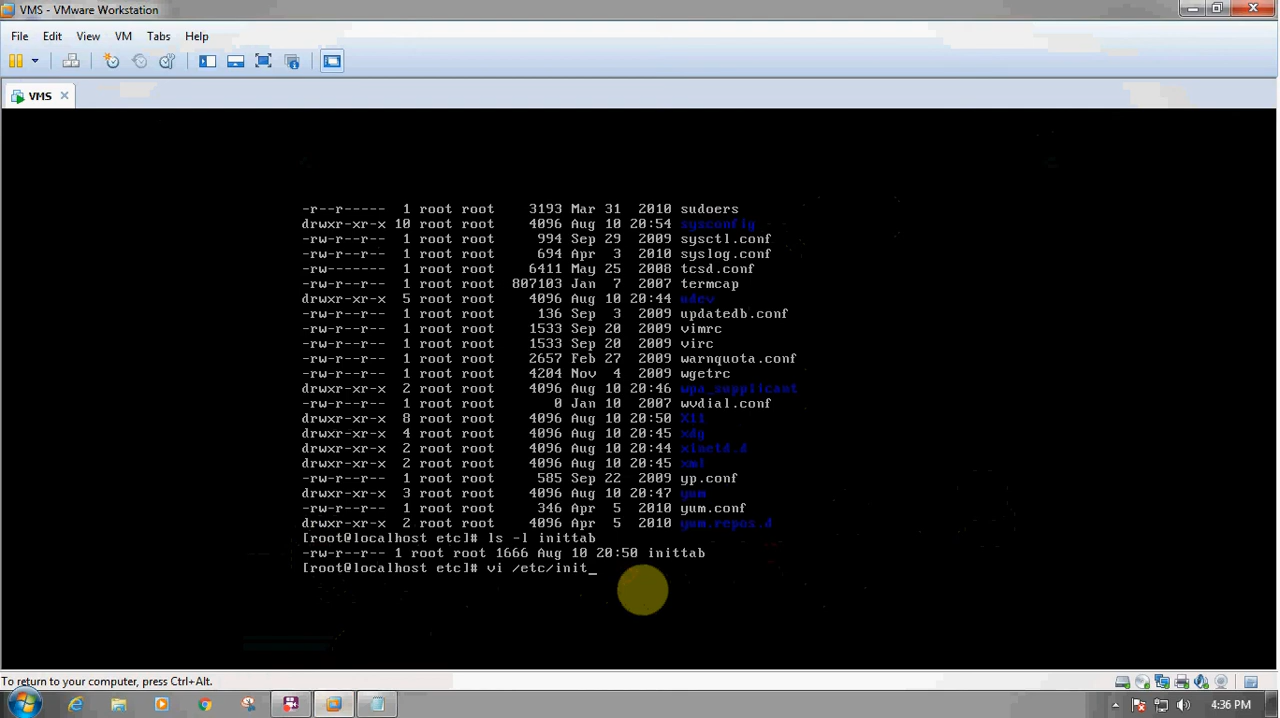 VMS - VMware Workstation
File Edit View VM Tabs Help
VMS
-r--r----- 1 root root 3193 Mar 31 2010 sudoers
drwxr-xr-x 10 root root 4096 Aug 10 20:54 sysconfig
-rw-r--r-- 1 root root 994 Sep 29 2009 sysctl.conf
-rw-r--r-- 1 root root 694 Apr 3 2010 syslog.conf
-rw------- 1 root root 6411 May 25 2008 tcsd.conf
-rw-r--r-- 1 root root 807103 Jan 7 2007 termcap
drwxr-xr-x 5 root root 4096 Aug 10 20:44 udev
-rw-r--r-- 1 root root 136 Sep 3 2009 updatedb.conf
-rw-r--r-- 1 root root 1533 Sep 20 2009 vimrc
-rw-r--r-- 1 root root 1533 Sep 20 2009 virc
-rw-r--r-- 1 root root 2657 Feb 27 2009 warnquota.conf
-rw-r--r-- 1 root root 4204 Nov 4 2009 wgetrc
drwxr-xr-x 2 root root 4096 Aug 10 20:46 wpa_supplicant
-rw-r--r-- 1 root root 0 Jan 10 2007 wvdial.conf
drwxr-xr-x 8 root root 4096 Aug 10 20:50 X11
drwxr-xr-x 4 root root 4096 Aug 10 20:45 xdg
drwxr-xr-x 2 root root 4096 Aug 10 20:44 xinetd.d
drwxr-xr-x 2 root root 4096 Aug 10 20:45 xml
-rw-r--r-- 1 root root 585 Sep 22 2009 yp.conf
drwxr-xr-x 3 root root 4096 Aug 10 20:47 yum
-rw-r--r-- 1 root root 346 Apr 5 2010 yum.conf
drwxr-xr-x 2 root root 4096 Apr 5 2010 yum.repos.d
[root@localhost etc]# ls -l inittab
-rw-r--r-- 1 root root 1666 Aug 10 20:50 inittab
[root@localhost etc]# vi /etc/init_
To return to your computer, press Ctrl+Alt.
4:36 PM